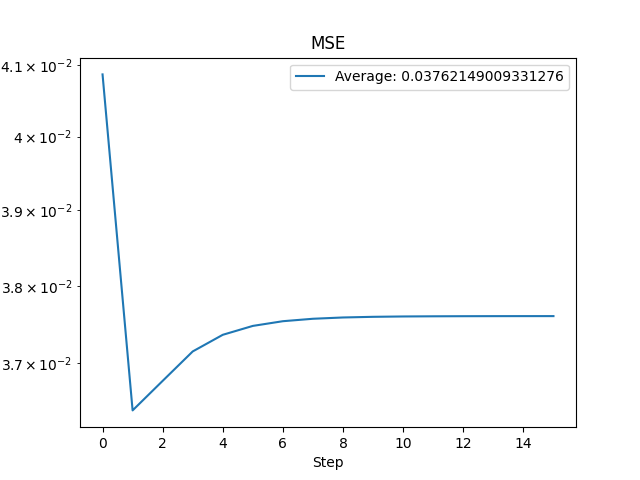 MSE
Average: 0.03762149009331276
4.1 × 10⁻²
4 × 10⁻²
3.9 × 10⁻²
3.8 × 10⁻²
3.7 × 10⁻²
0 2 4 6 8 10 12 14
Step